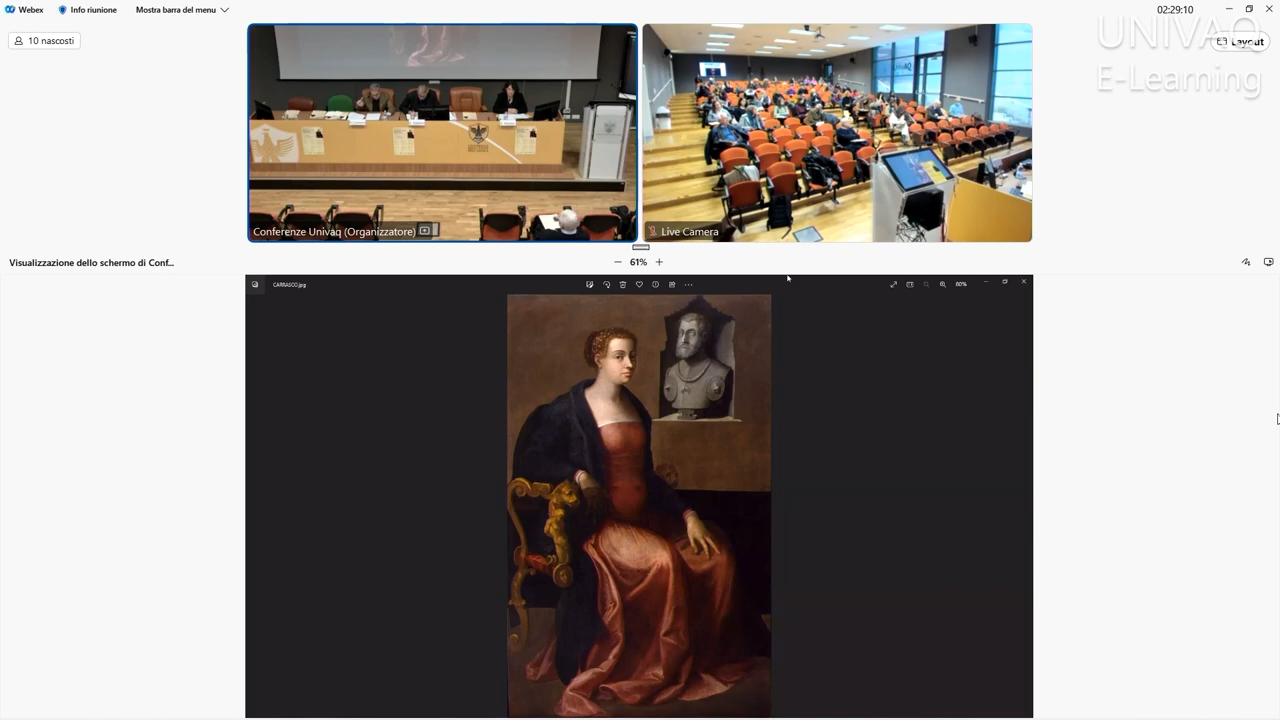 Webex
Info riunione
Mostra barra del menu
02:29:10
10 nascosti
Layout
UNIVAQ
E-Learning
Conferenze Univaq (Organizzatore)
Live Camera
Visualizzazione dello schermo di Conf...
61%
CARRASCO.jpg
60%